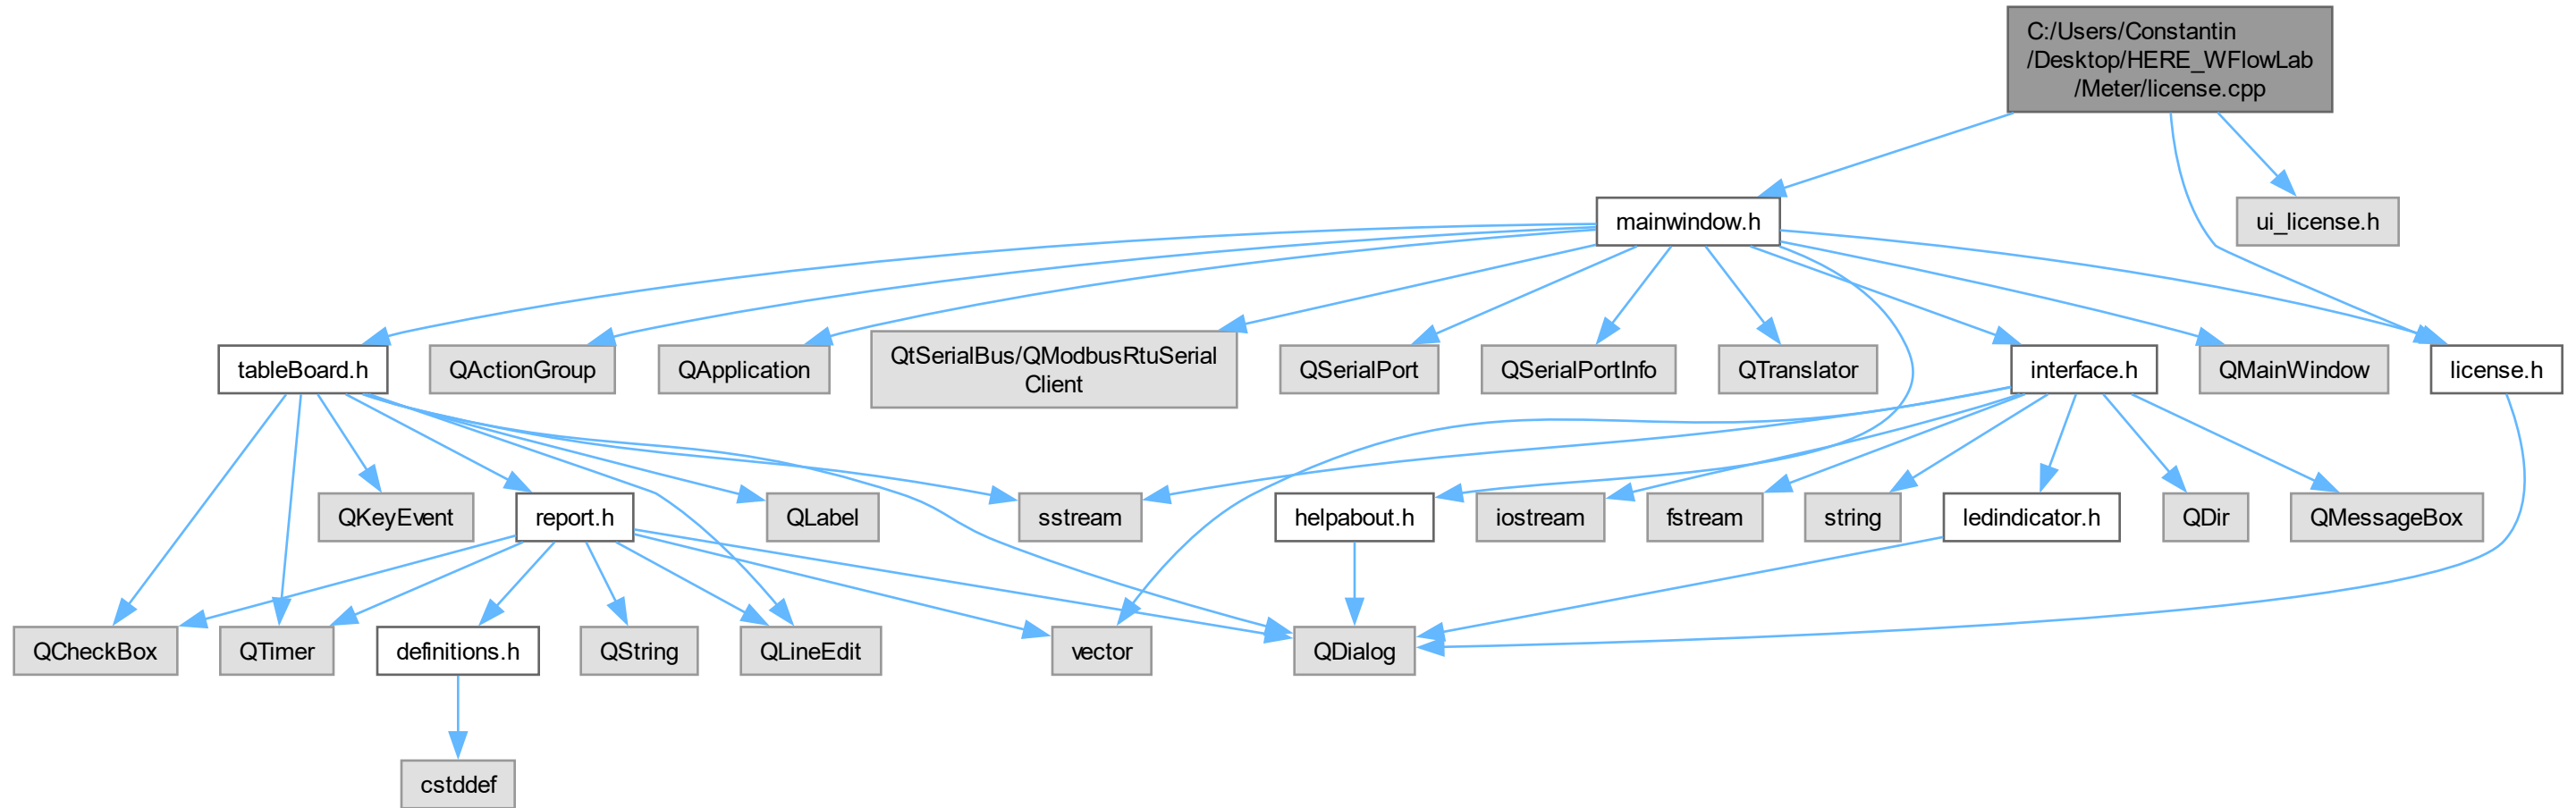 C:/Users/Constantin
/Desktop/HERE_WFlowLab
/Meter/license.cpp
mainwindow.h
ui_license.h
tableBoard.h
QActionGroup
QApplication
QtSerialBus/QModbusRtuSerial
Client
QSerialPort
QSerialPortInfo
QTranslator
interface.h
QMainWindow
license.h
QKeyEvent
report.h
QLabel
sstream
helpabout.h
iostream
fstream
string
ledindicator.h
QDir
QMessageBox
QCheckBox
QTimer
definitions.h
QString
QLineEdit
vector
QDialog
cstddef